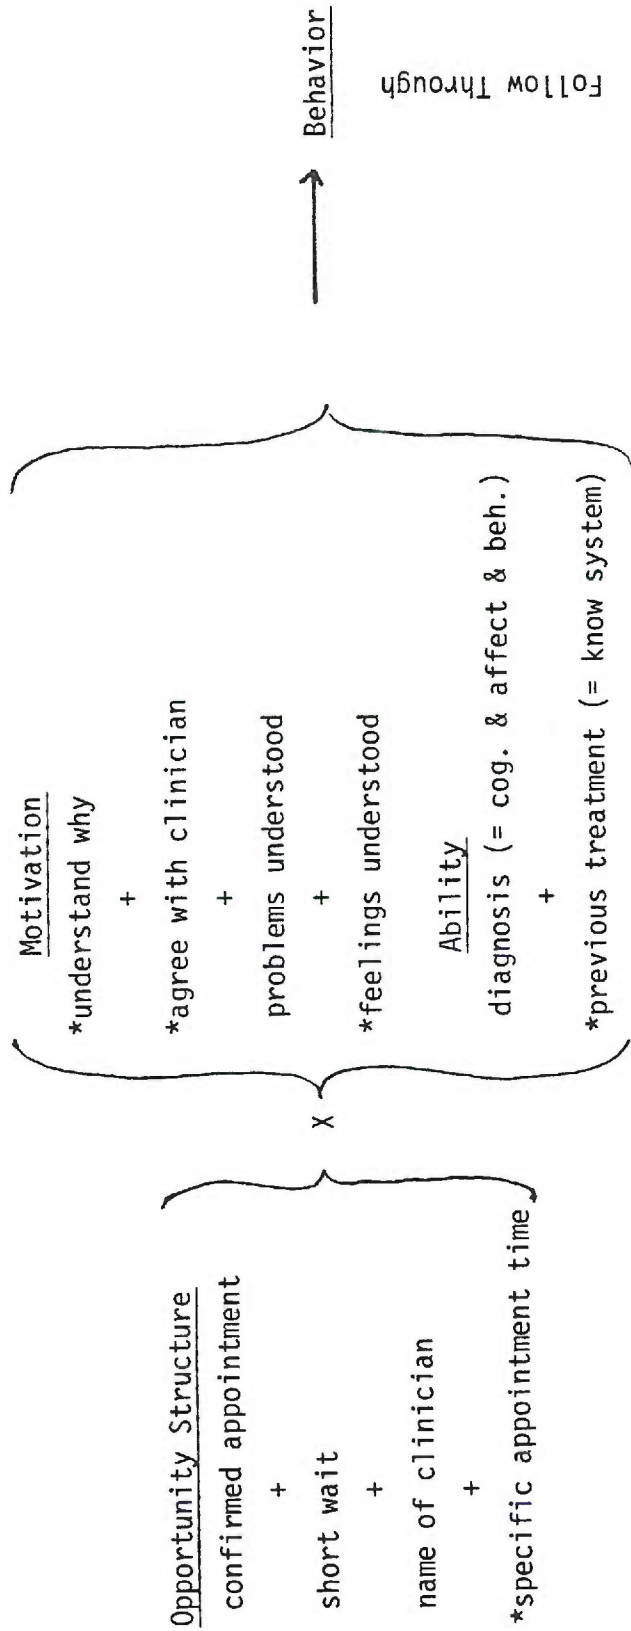 Opportunity Structure
confirmed appointment
+
short wait
+
name of clinician
+
*specific appointment time
X
Motivation
*understand why
+
*agree with clinician
+
problems understood
+
*feelings understood
Ability
diagnosis (= cog. & affect & beh.)
+
*previous treatment (= know system)
Behavior
Follow Through